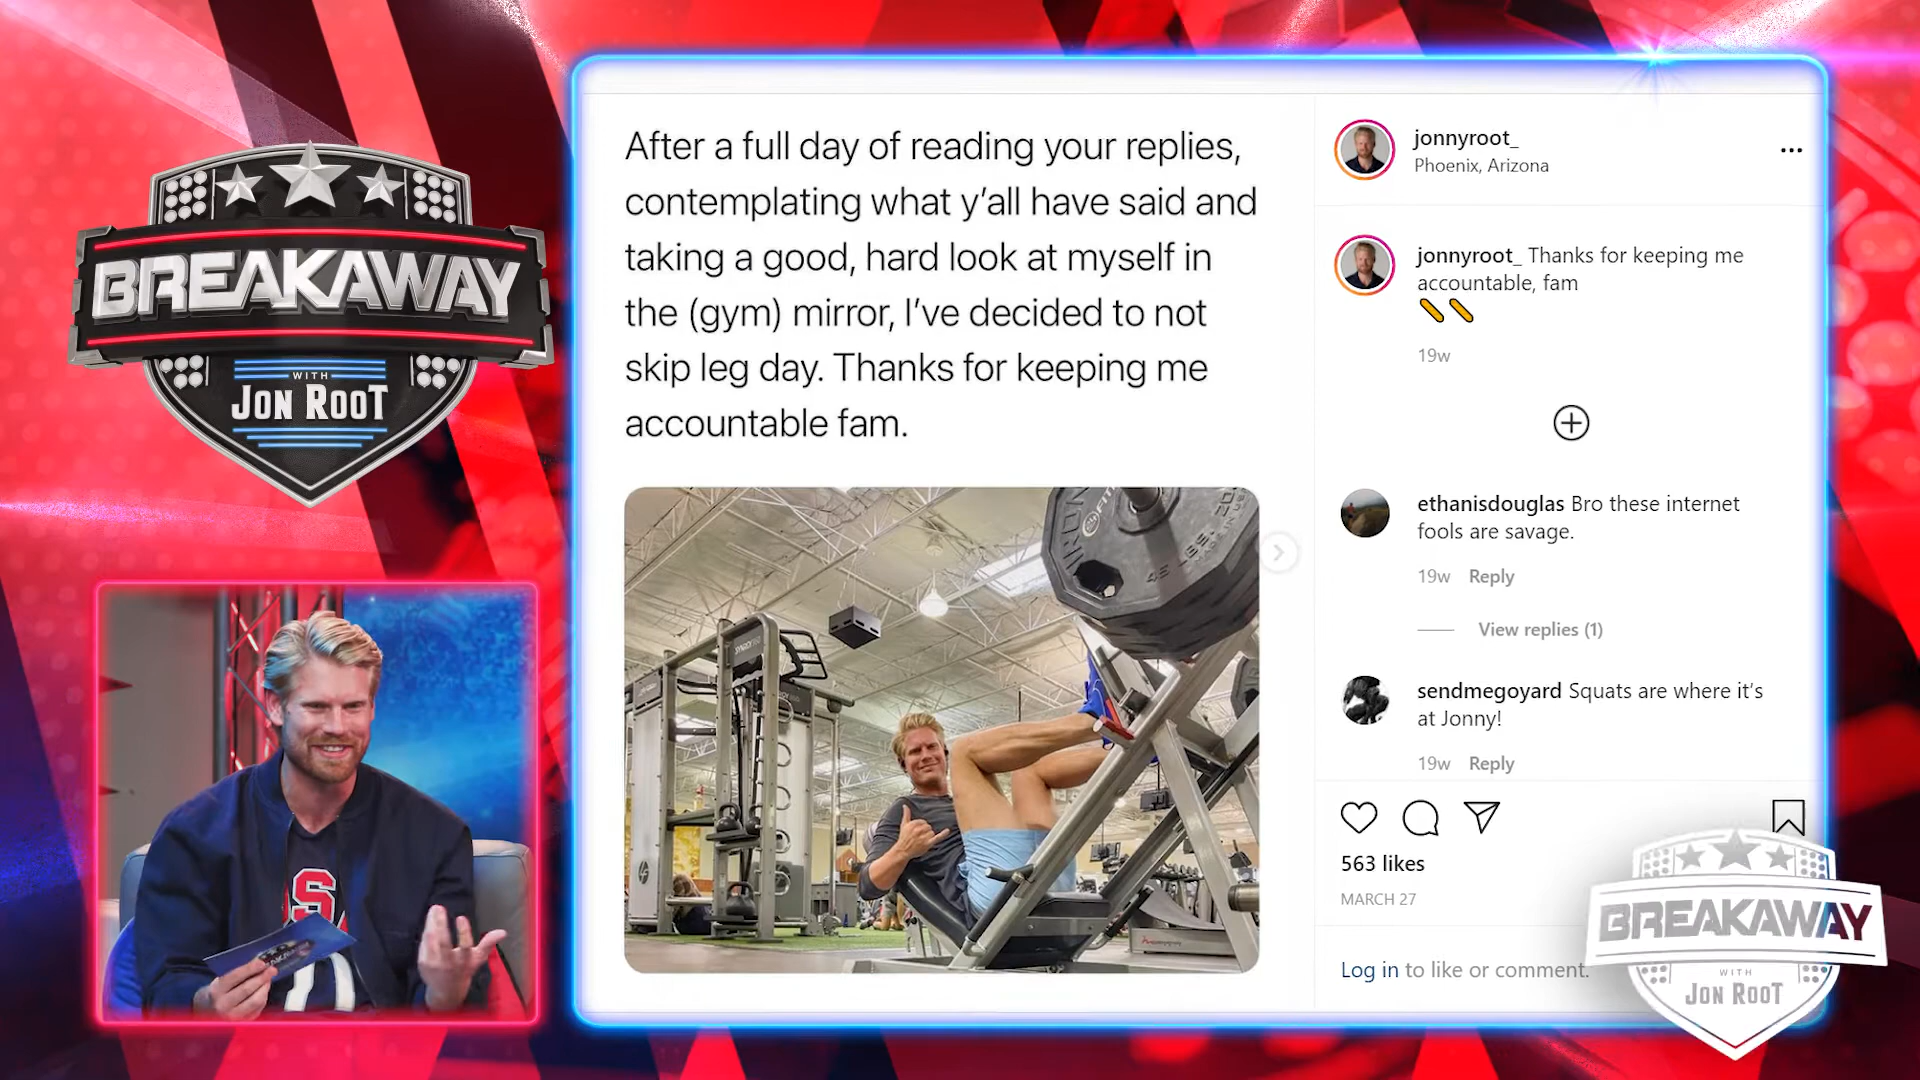 BREAKAWAY
WITH
JON ROOT
After a full day of reading your replies,
contemplating what y'all have said and
taking a good, hard look at myself in
the (gym) mirror, I've decided to not
skip leg day. Thanks for keeping me
accountable fam.
45 LBS.
jonnyroot_
Phoenix, Arizona
jonnyroot_ Thanks for keeping me
accountable, fam
19w
ethanisdouglas Bro these internet
fools are savage.
19w Reply
View replies (1)
sendmegoyard Squats are where it's
at Jonny!
19w Reply
563 likes
MARCH 27
Log in to like or comment.
BREAKAWAY
WITH
JON ROOT